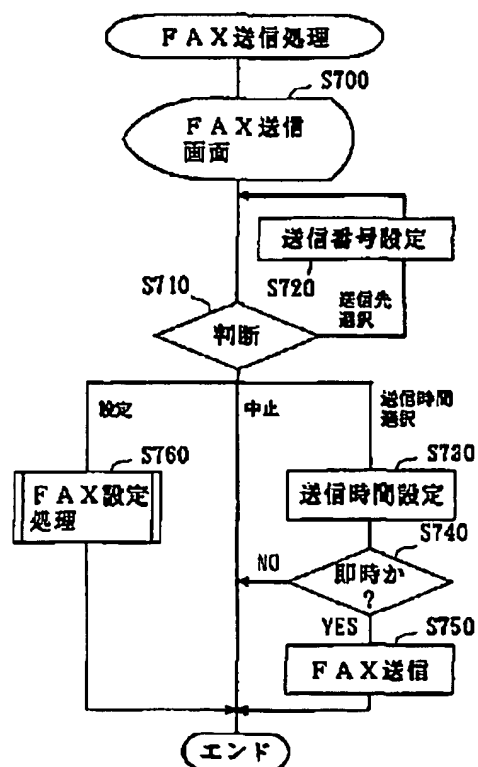 FAX送信処理
S700
FAX送信
画面
送信番号設定
S720
S710
送信先
選択
判断
設定
中止
送信時間
選択
S760
FAX設定
処理
S730
送信時間設定
S740
NO
即時か
?
YES
S750
FAX送信
エンド